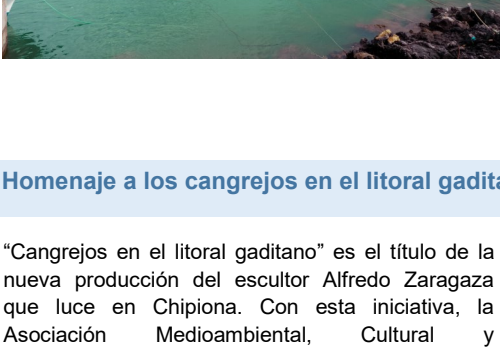 Homenaje a los cangrejos en el litoral gadita
“Cangrejos en el litoral gaditano” es el título de la
nueva producción del escultor Alfredo Zaragaza
que luce en Chipiona. Con esta iniciativa, la
Asociación Medioambiental, Cultural y